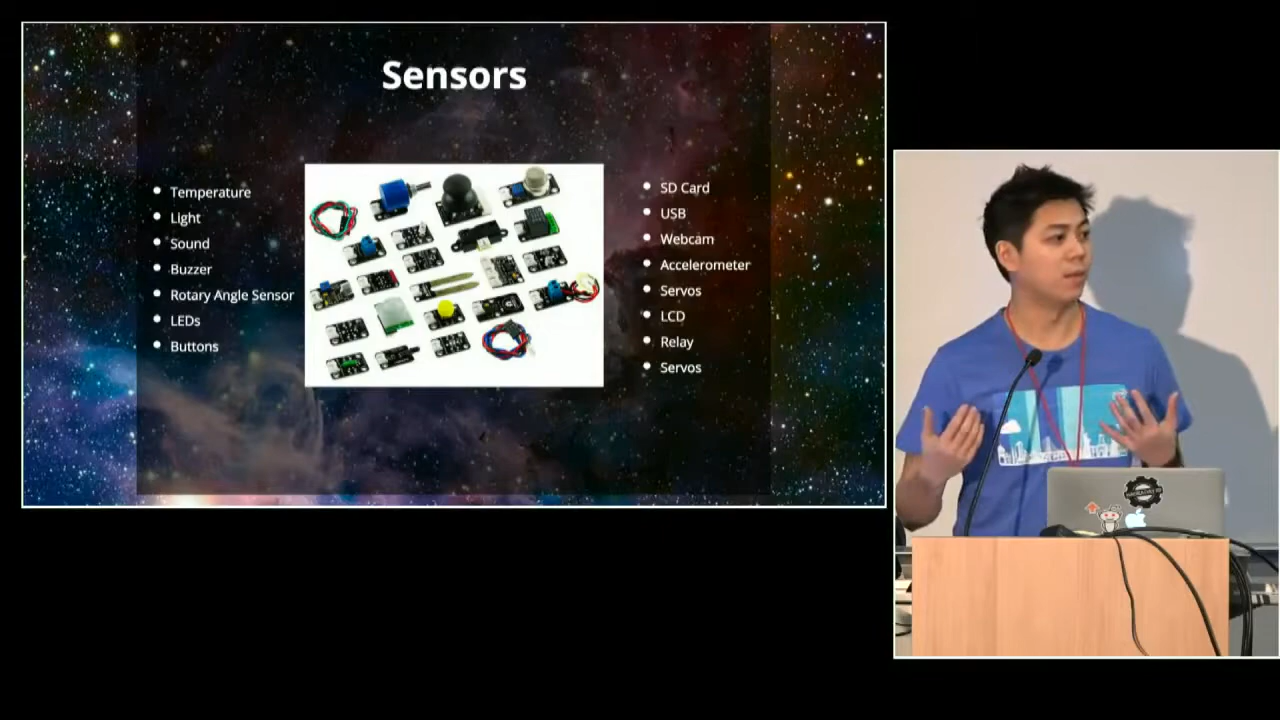 Sensors
Temperature
Light
Sound
Buzzer
Rotary Angle Sensor
LEDs
Buttons
SD Card
USB
Webcam
Accelerometer
Servos
LCD
Relay
Servos